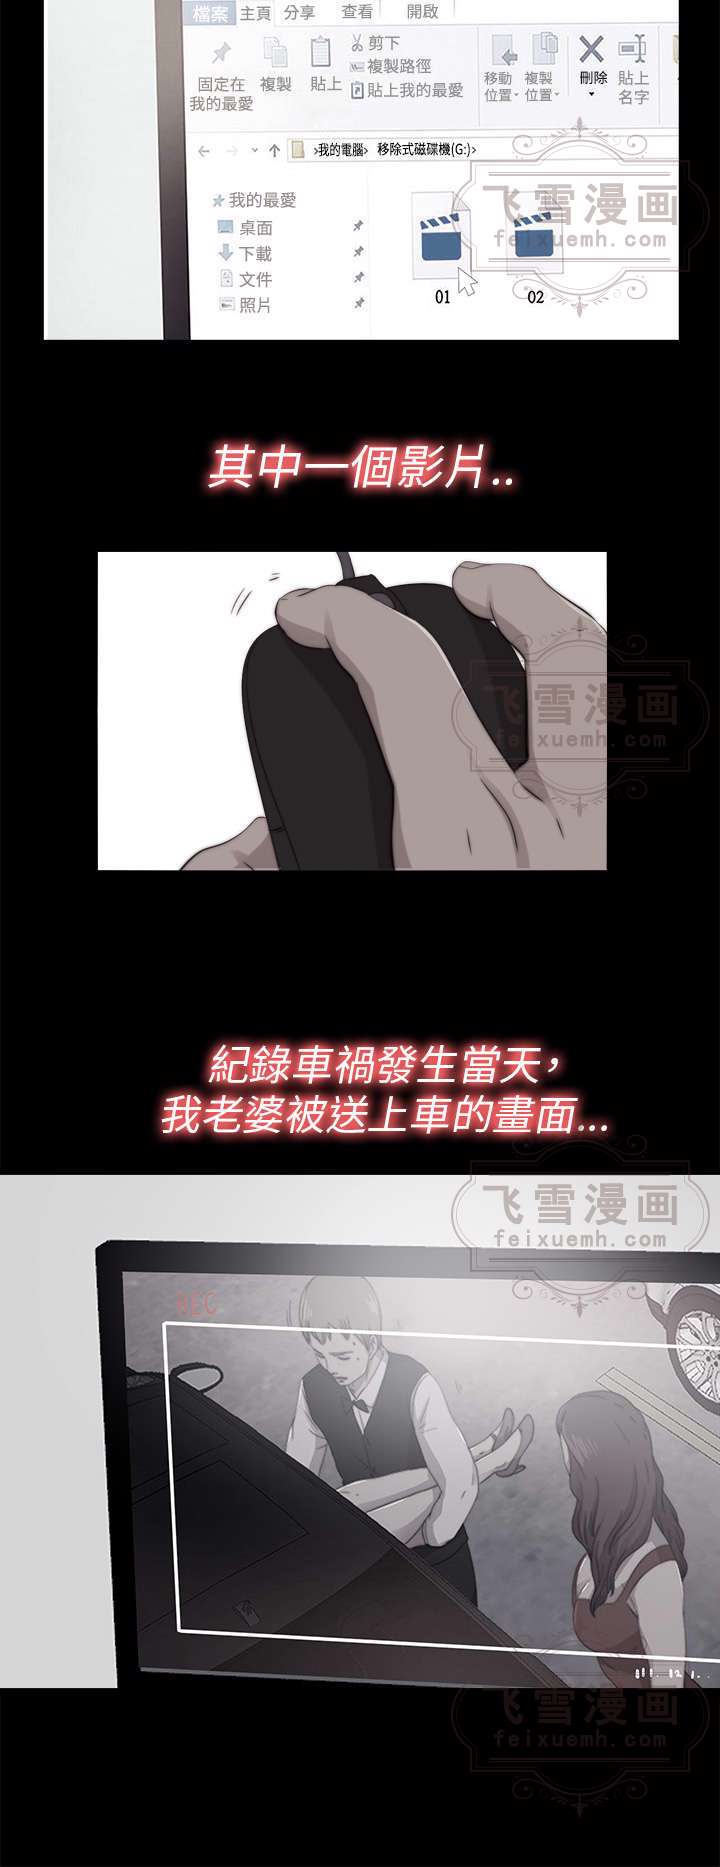 檔案 主頁 分享 查看 開啟
固定在
我的最愛
複製
貼上
剪下
複製路徑
貼上我的最愛
移動
位置
複製
位置
刪除
貼上
名字
›我的電腦› 移除式磁碟機(G:)›
我的最愛
桌面
下載
文件
照片
01
02
飞雪漫画
feixuemh.com
其中一個影片..
飞雪漫画
feixuemh.com
紀錄車禍發生當天,
我老婆被送上車的畫面...
飞雪漫画
feixuemh.com
REC
飞雪漫画
feixuemh.com